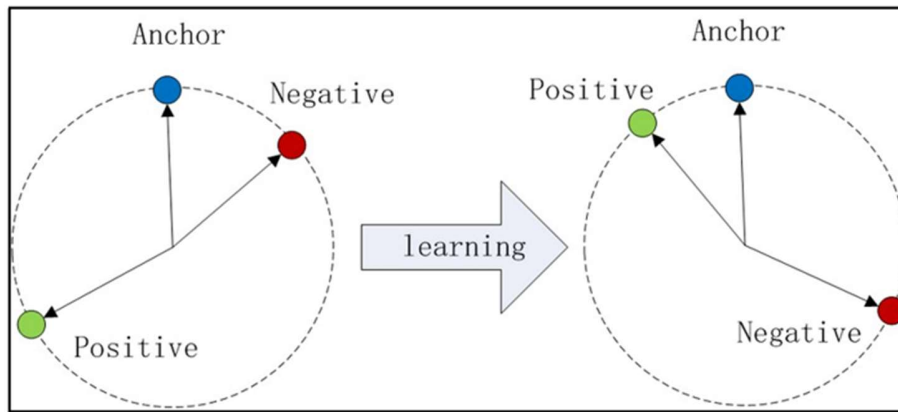 Anchor
Negative
Positive
learning
Anchor
Positive
Negative